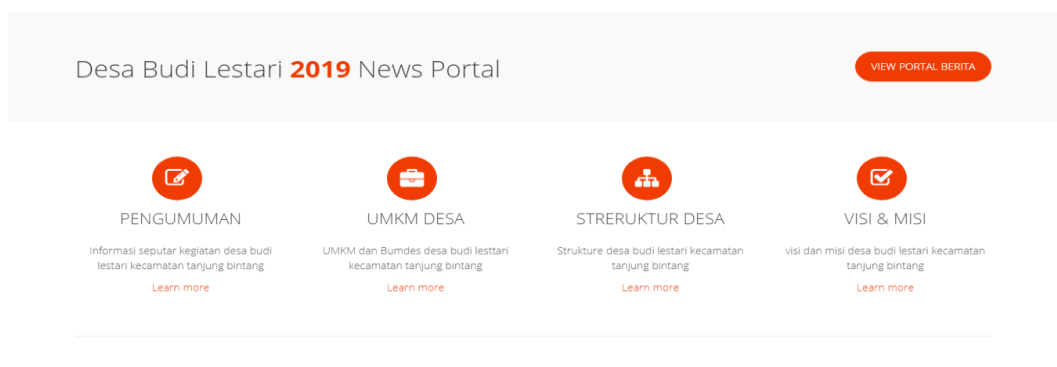 Desa Budi Lestari 2019 News Portal
VIEW PORTAL BERITA
PENGUMUMAN
Informasi seputar kegiatan desa budi
lestari kecamatan tanjung bintang
Learn more
UMKM DESA
UMKM dan Bumdes desa budi lesttari
kecamatan tanjung bintang
Learn more
STRERUKTUR DESA
Strukture desa budi lestari kecamatan
tanjung bintang
Learn more
VISI & MISI
visi dan misi desa budi lestari kecamatan
tanjung bintang
Learn more